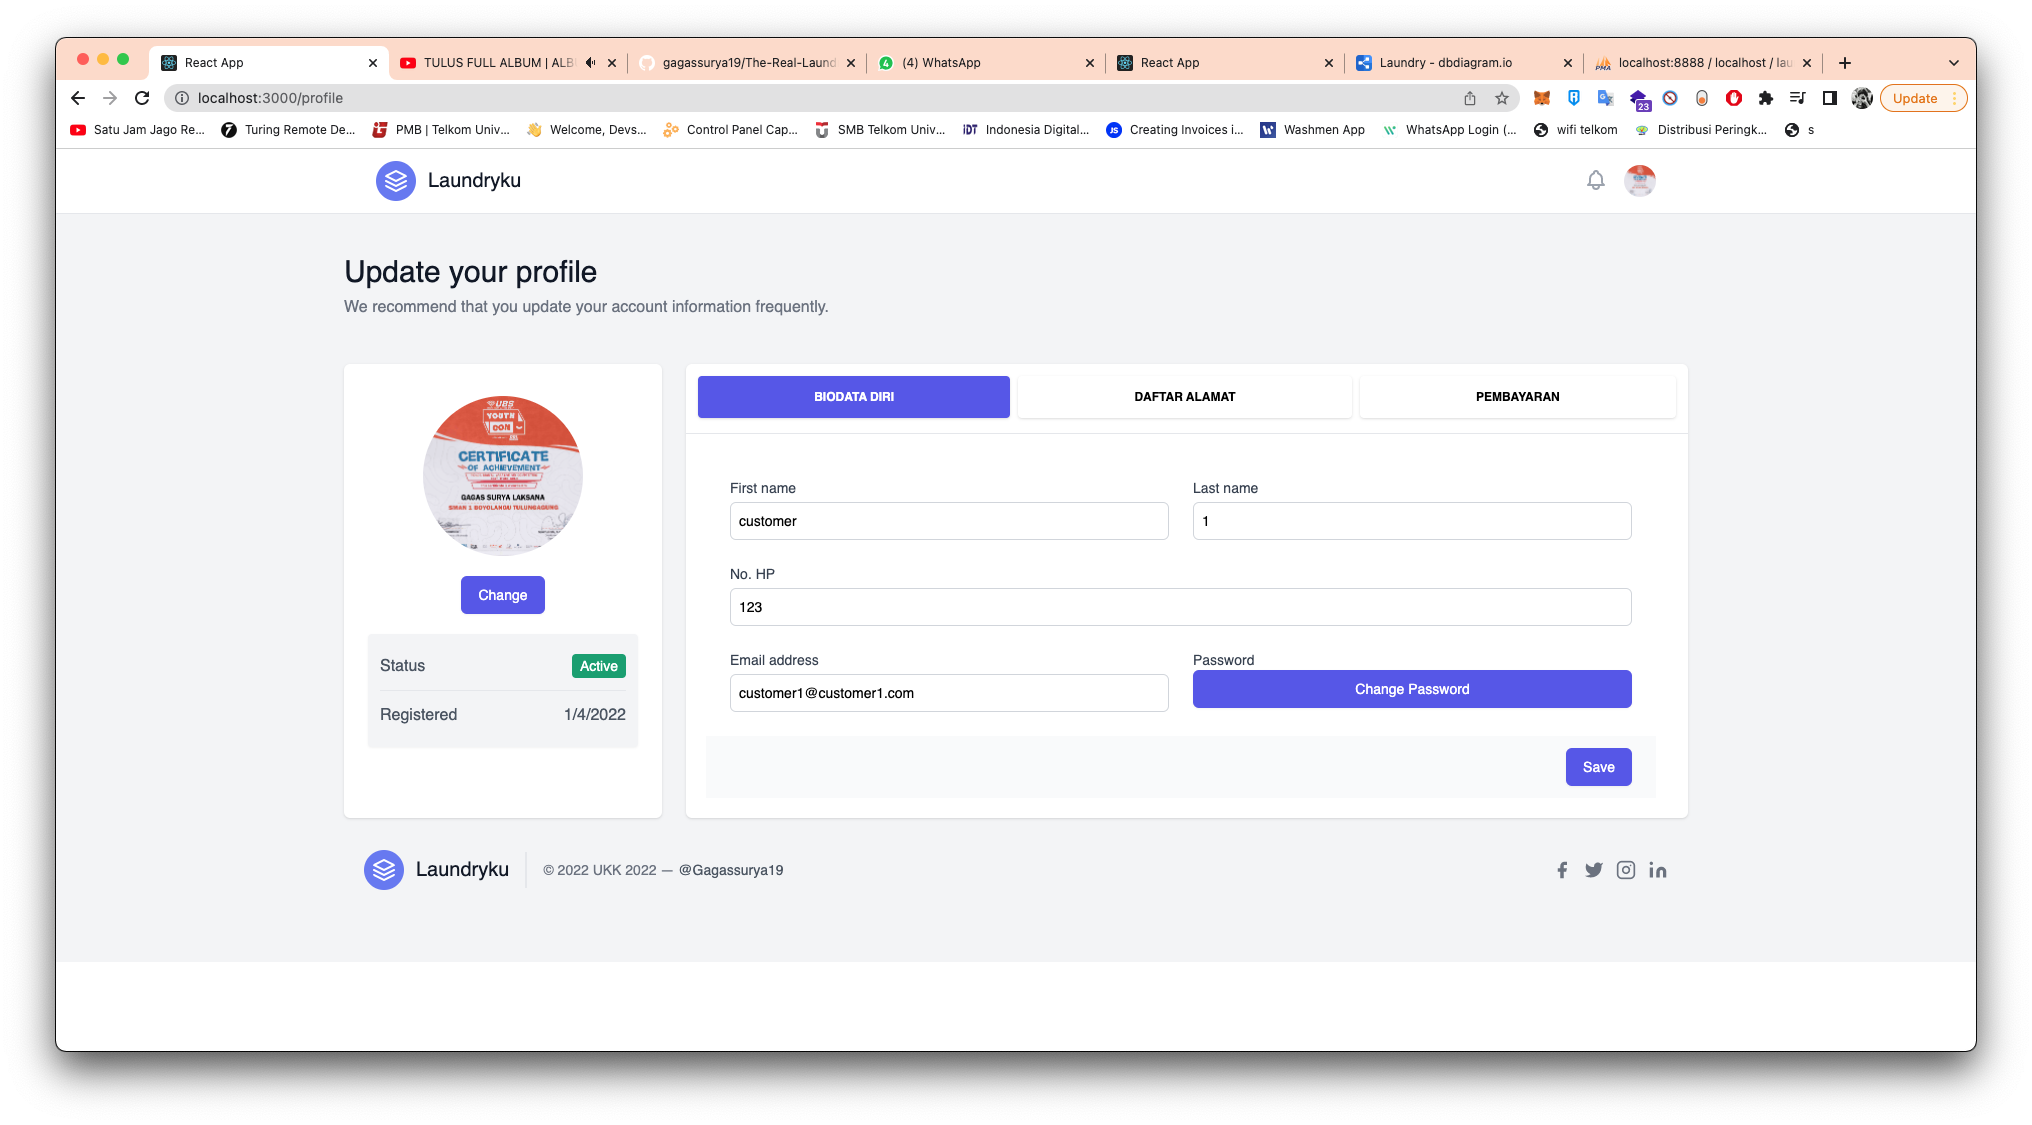 React App
TULUS FULL ALBUM | ALB
gagassurya19/The-Real-Laund
(4) WhatsApp
React App
Laundry - dbdiagram.io
localhost:8888 / localhost / lau
localhost:3000/profile
23
Update
Satu Jam Jago Re...
Turing Remote De...
PMB | Telkom Univ...
Welcome, Devs...
Control Panel Cap...
SMB Telkom Univ...
Indonesia Digital...
Creating Invoices i...
Washmen App
WhatsApp Login (...
wifi telkom
Distribusi Peringk...
s
Laundryku
Update your profile
We recommend that you update your account information frequently.
UBS
YOUTH
CERTIFICATE
OF ACHIEVEMENT
GAGAS SURYA LAKSANA
SMAN 1 BOYOLANGU TULUNGAGUNG
Change
Status
Active
Registered
1/4/2022
BIODATA DIRI
DAFTAR ALAMAT
PEMBAYARAN
First name
Last name
customer
1
No. HP
123
Email address
Password
customer1@customer1.com
Change Password
Save
Laundryku
© 2022 UKK 2022 — @Gagassurya19